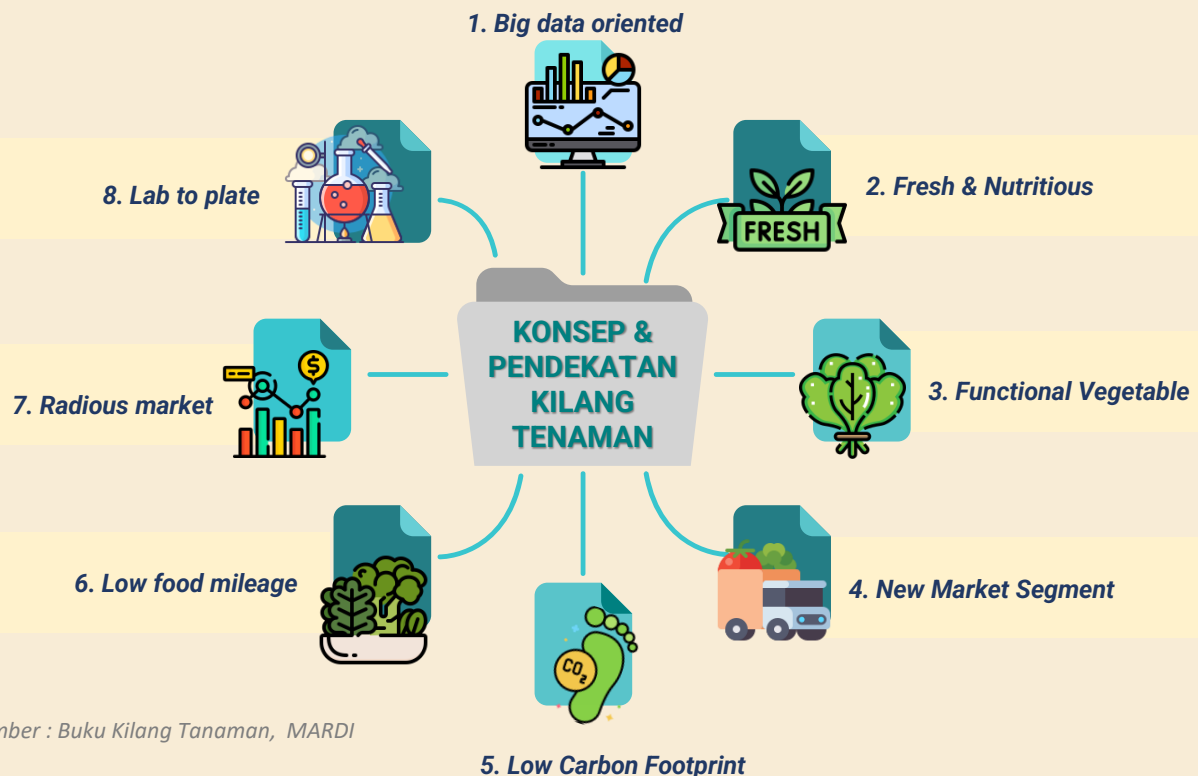 1. Big data oriented
8. Lab to plate
2. Fresh & Nutritious
FRESH
KONSEP &
PENDEKATAN
KILANG
TENAMAN
7. Radious market
$
3. Functional Vegetable
6. Low food mileage
4. New Market Segment
CO2
mber : Buku Kilang Tanaman, MARDI
5. Low Carbon Footprint